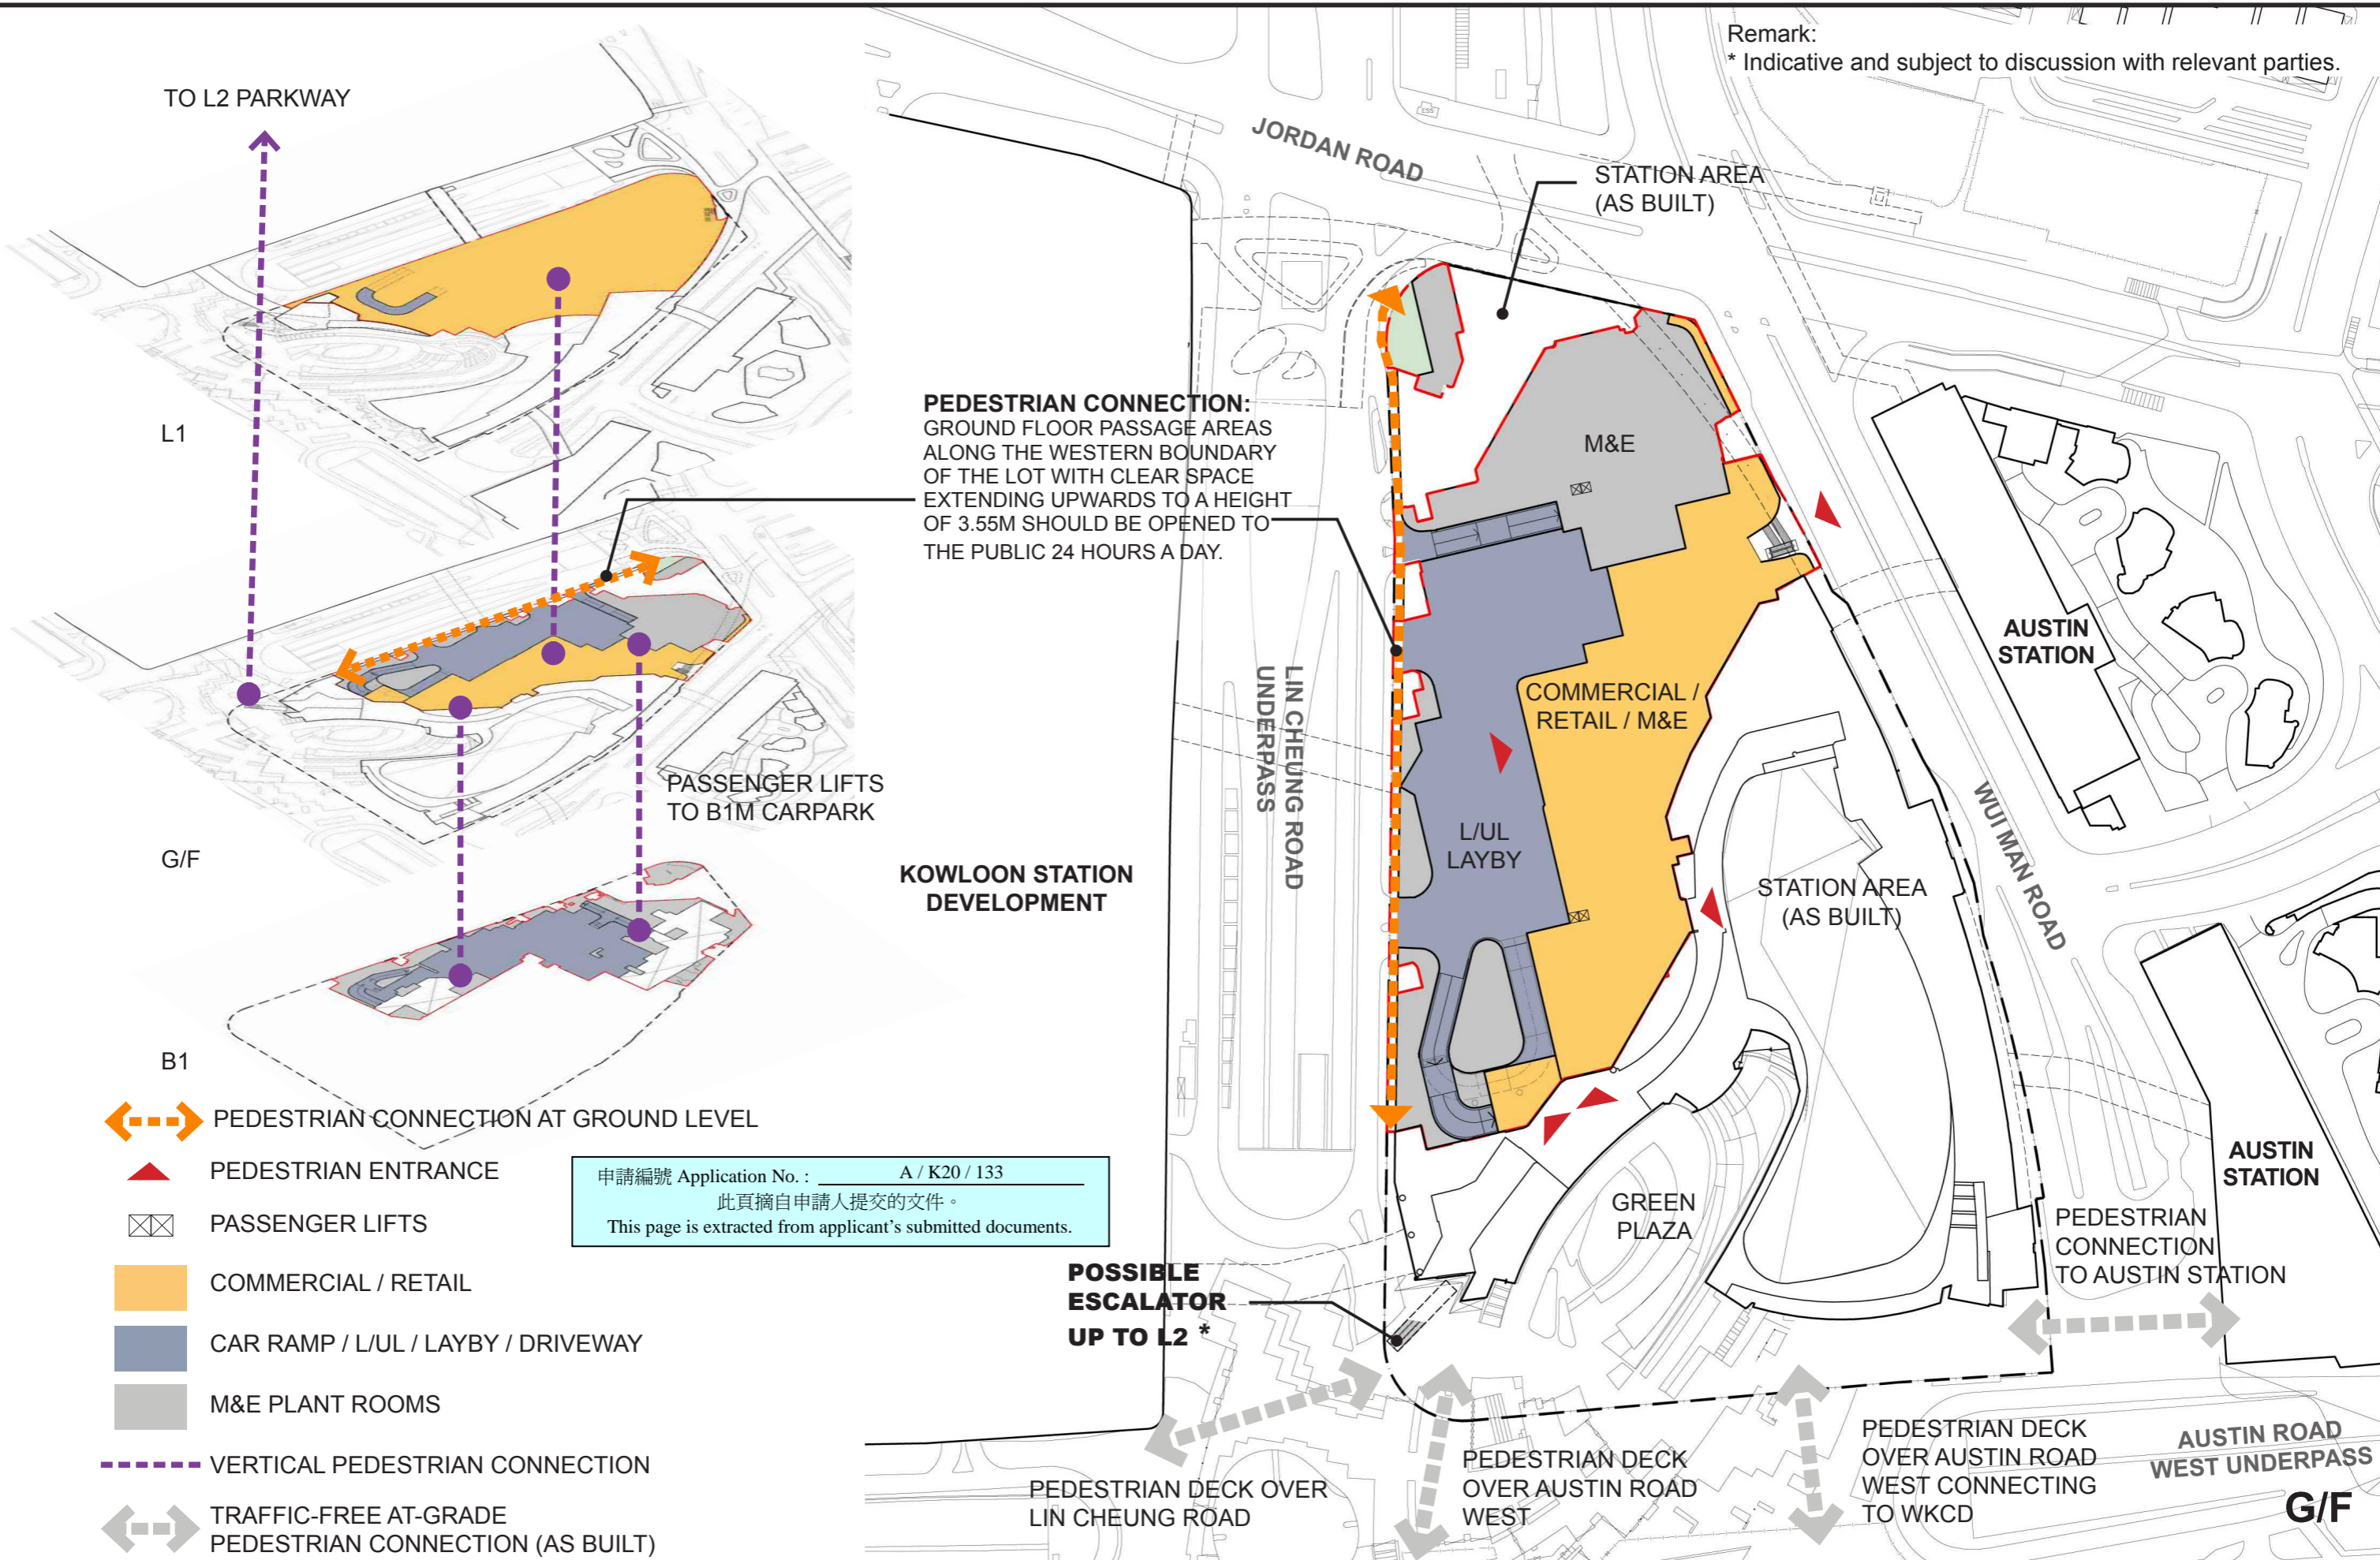 Remark:
* Indicative and subject to discussion with relevant parties.
TO L2 PARKWAY
L1
G/F
B1
PASSENGER LIFTS
TO B1M CARPARK
PEDESTRIAN CONNECTION:
GROUND FLOOR PASSAGE AREAS
ALONG THE WESTERN BOUNDARY
OF THE LOT WITH CLEAR SPACE
EXTENDING UPWARDS TO A HEIGHT
OF 3.55M SHOULD BE OPENED TO
THE PUBLIC 24 HOURS A DAY.
JORDAN ROAD
STATION AREA
(AS BUILT)
M&E
COMMERCIAL /
RETAIL / M&E
L/UL
LAYBY
LIN CHEUNG ROAD
UNDERPASS
KOWLOON STATION
DEVELOPMENT
STATION AREA
(AS BUILT)
WUI MAN ROAD
AUSTIN
STATION
AUSTIN
STATION
GREEN
PLAZA
PEDESTRIAN
CONNECTION
TO AUSTIN STATION
POSSIBLE
ESCALATOR
UP TO L2 *
PEDESTRIAN DECK OVER
LIN CHEUNG ROAD
PEDESTRIAN DECK
OVER AUSTIN ROAD
WEST
PEDESTRIAN DECK
OVER AUSTIN ROAD
WEST CONNECTING
TO WKCD
AUSTIN ROAD
WEST UNDERPASS
G/F
PEDESTRIAN CONNECTION AT GROUND LEVEL
PEDESTRIAN ENTRANCE
PASSENGER LIFTS
COMMERCIAL / RETAIL
CAR RAMP / L/UL / LAYBY / DRIVEWAY
M&E PLANT ROOMS
VERTICAL PEDESTRIAN CONNECTION
TRAFFIC-FREE AT-GRADE
PEDESTRIAN CONNECTION (AS BUILT)
申請編號 Application No. : A / K20 / 133
此頁摘自申請人提交的文件。
This page is extracted from applicant's submitted documents.